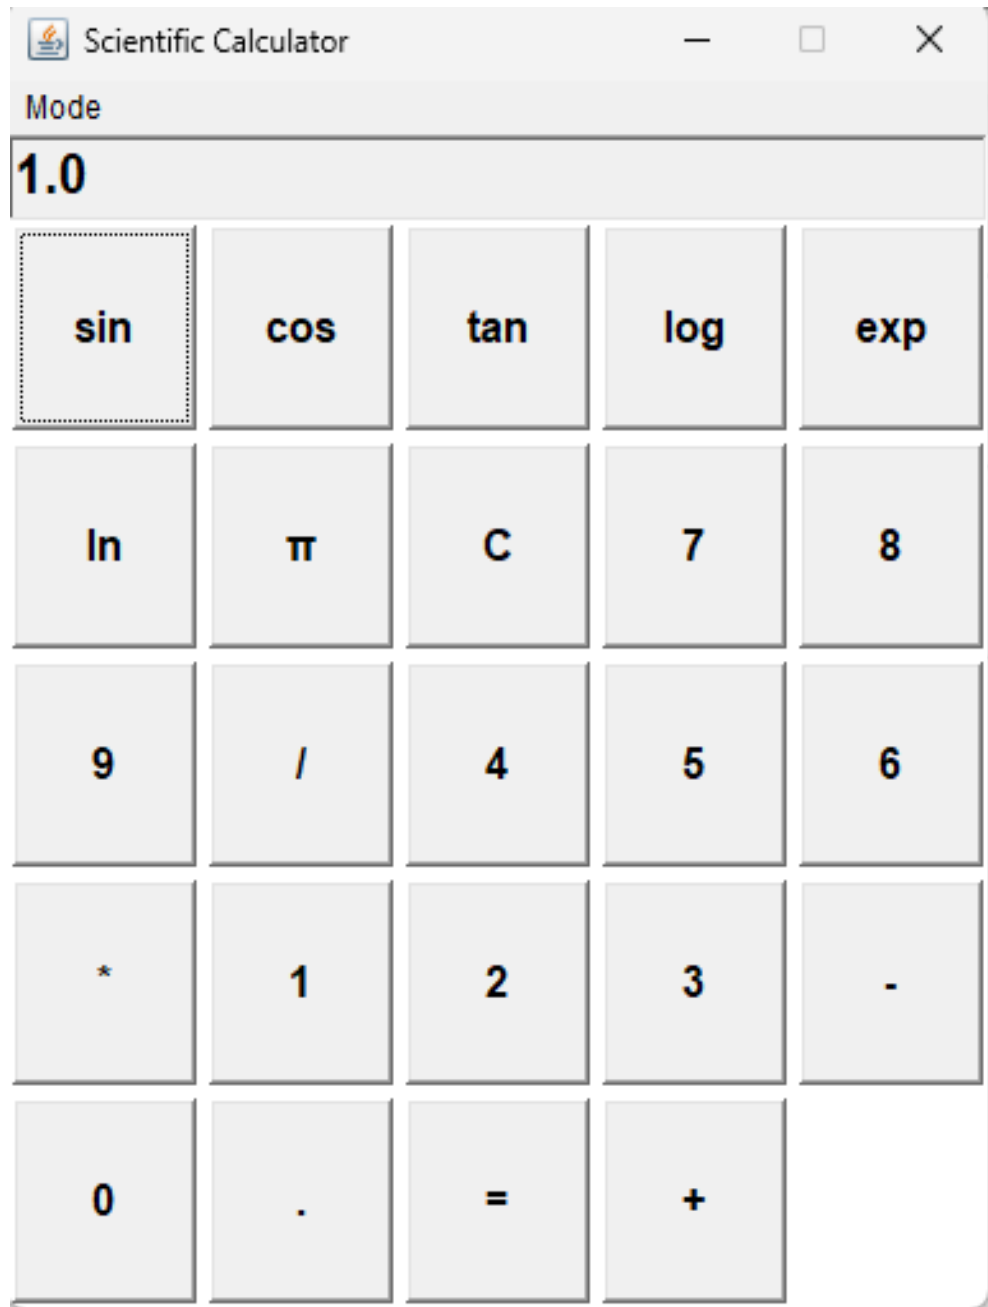 Scientific Calculator
Mode
1.0
sin cos tan log exp
ln π C 7 8
9 / 4 5 6
* 1 2 3 -
0 . = +